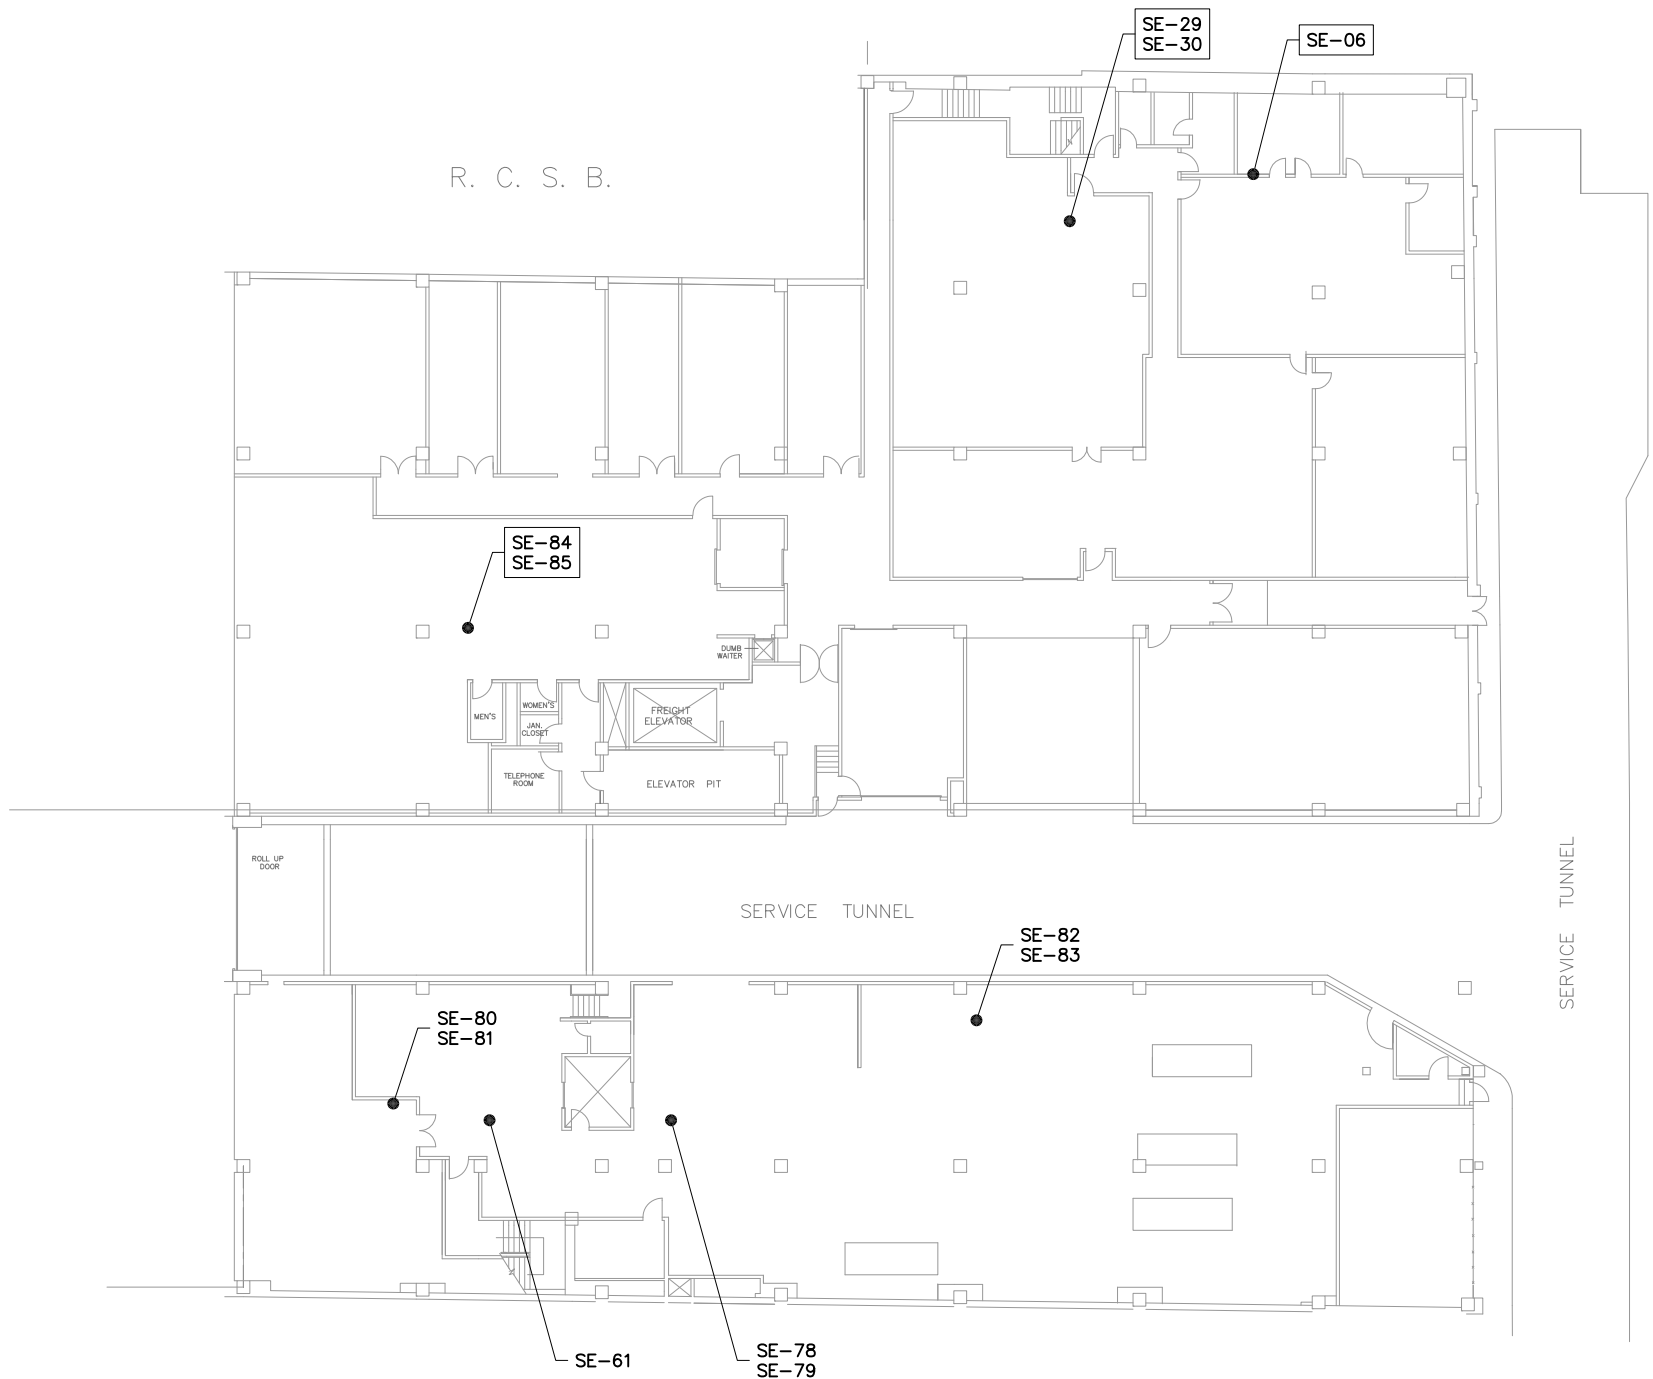 SE-29
SE-30
SE-06
R. C. S. B.
SE-84
SE-85
DUMB
WAITER
MEN'S
WOMEN'S
JAN.
CLOSET
FREIGHT
ELEVATOR
TELEPHONE
ROOM
ELEVATOR PIT
ROLL UP
DOOR
SERVICE TUNNEL
SERVICE TUNNEL
SE-82
SE-83
SE-80
SE-81
SE-61
SE-78
SE-79